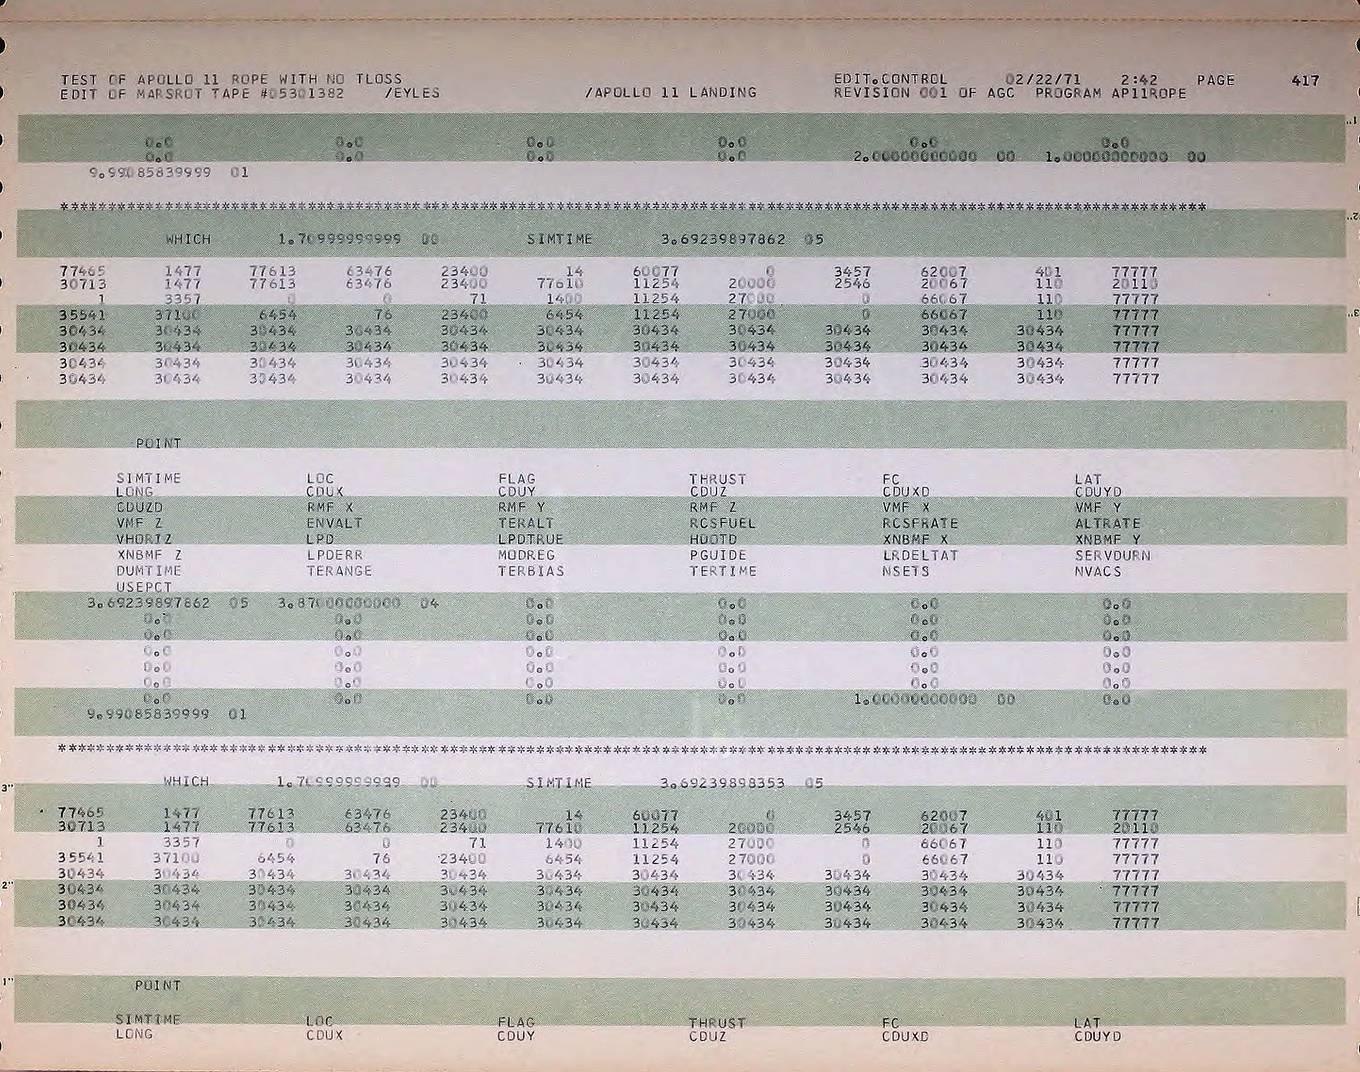 TEST OF APOLLO 11 ROPE WITH NO TLOSS EDIT.CONTROL 02/22/71 2:42 PAGE 417
EDIT OF MARSROT TAPE #05301382 /EYLES /APOLLO 11 LANDING REVISION 001 OF AGC PROGRAM AP11ROPE
0.0 0.0 0.0 0.0 0.0 0.0
0.0 0.0 0.0 0.0 2.00000000000 00 1.00000000000 00
9.99085839999 01
************************************************************************************************************************
WHICH 1.70999999999 00 SIMTIME 3.69239897862 05
77465 1477 77613 63476 23400 14 60077 0 3457 62007 401 77777
30713 1477 77613 63476 23400 77610 11254 20000 2546 20067 110 20110
1 3357 0 0 71 1400 11254 27000 0 66067 110 77777
35541 37100 6454 76 23400 6454 11254 27000 0 66067 110 77777
30434 30434 30434 30434 30434 30434 30434 30434 30434 30434 30434 77777
30434 30434 30434 30434 30434 30434 30434 30434 30434 30434 30434 77777
30434 30434 30434 30434 30434 30434 30434 30434 30434 30434 30434 77777
30434 30434 30434 30434 30434 30434 30434 30434 30434 30434 30434 77777
POINT
SIMTIME LOC FLAG THRUST FC LAT
LONG CDUX CDUY CDUZ CDUXD CDUYD
CDUZD RMF X RMF Y RMF Z VMF X VMF Y
VMF Z ENVALT TERALT RCSFUEL RCSFRATE ALTRATE
VHORIZ LPD LPDTRUE HDOTD XNBMF X XNBMF Y
XNBMF Z LPDERR MODREG PGUIDE LRDELTAT SERVDURN
DUMTIME TERANGE TERBIAS TERTIME NSETS NVACS
USEPCT
3.69239897862 05 3.87000000000 04 0.0 0.0 0.0 0.0
0.0 0.0 0.0 0.0 0.0 0.0
0.0 0.0 0.0 0.0 0.0 0.0
0.0 0.0 0.0 0.0 0.0 0.0
0.0 0.0 0.0 0.0 0.0 0.0
0.0 0.0 0.0 0.0 0.0 0.0
0.0 0.0 0.0 0.0 1.00000000000 00 0.0
9.99085839999 01
************************************************************************************************************************
WHICH 1.70999999999 00 SIMTIME 3.69239898353 05
77465 1477 77613 63476 23400 14 60077 0 3457 62007 401 77777
30713 1477 77613 63476 23400 77610 11254 20000 2546 20067 110 20110
1 3357 0 0 71 1400 11254 27000 0 66067 110 77777
35541 37100 6454 76 23400 6454 11254 27000 0 66067 110 77777
30434 30434 30434 30434 30434 30434 30434 30434 30434 30434 30434 77777
30434 30434 30434 30434 30434 30434 30434 30434 30434 30434 30434 77777
30434 30434 30434 30434 30434 30434 30434 30434 30434 30434 30434 77777
30434 30434 30434 30434 30434 30434 30434 30434 30434 30434 30434 77777
POINT
SIMTIME LOC FLAG THRUST FC LAT
LONG CDUX CDUY CDUZ CDUXD CDUYD
3"
2"
1"